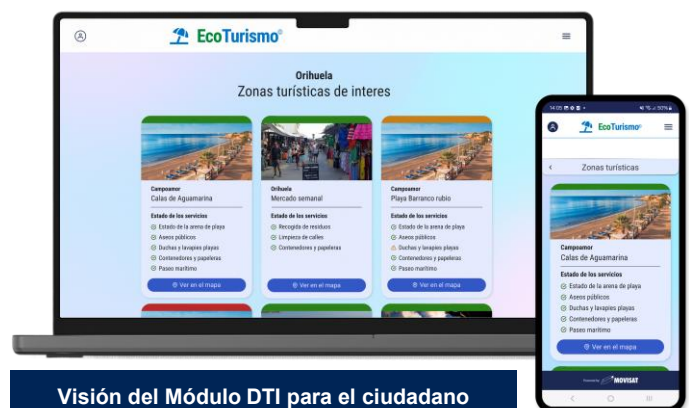 EcoTurismo®
Orihuela
Zonas turísticas de interes
Campoamor
Calas de Aguamarina
Estado de los servicios
Estado de la arena de playa
Aseos públicos
Duchas y lavapies playas
Contenedores y papeleras
Paseo marítimo
Ver en el mapa
Orihuela
Mercado semanal
Estado de los servicios
Recogida de residuos
Limpieza de calles
Contenedores y papeleras
Ver en el mapa
Campoamor
Playa Barranco rubio
Estado de los servicios
Estado de la arena de playa
Aseos públicos
Duchas y lavapies playas
Contenedores y papeleras
Paseo marítimo
Ver en el mapa
EcoTurismo®
Zonas turísticas
Campoamor
Calas de Aguamarina
Estado de los servicios
Estado de la arena de playa
Aseos públicos
Duchas y lavapies playas
Contenedores y papeleras
Paseo marítimo
Ver en el mapa
MOVISAT
Visión del Módulo DTI para el ciudadano